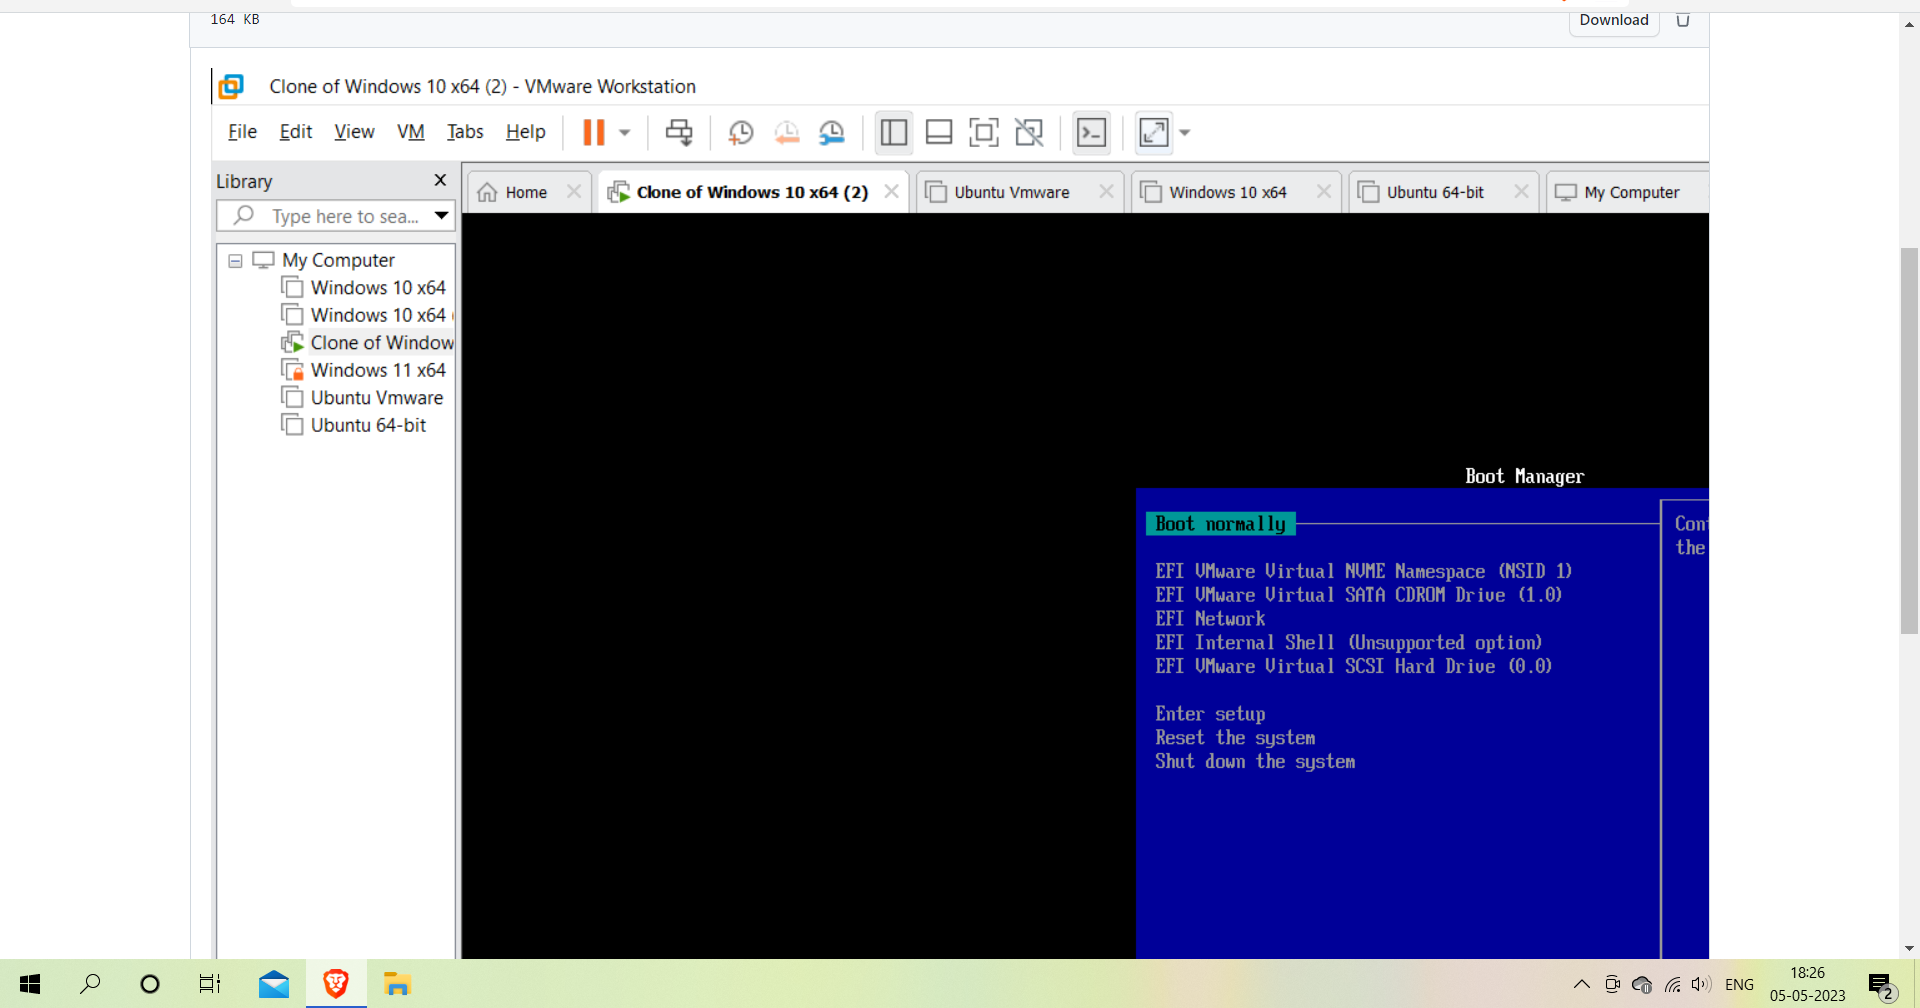 164 KB
Download
Clone of Windows 10 x64 (2) - VMware Workstation
File Edit View VM Tabs Help
Library
Home
Clone of Windows 10 x64 (2)
Ubuntu Vmware
Windows 10 x64
Ubuntu 64-bit
My Computer
Type here to sea...
My Computer
Windows 10 x64
Windows 10 x64 (
Clone of Window
Windows 11 x64
Ubuntu Vmware
Ubuntu 64-bit
Boot Manager
Boot normally
EFI VMware Virtual NVME Namespace (NSID 1)
EFI VMware Virtual SATA CDROM Drive (1.0)
EFI Network
EFI Internal Shell (Unsupported option)
EFI VMware Virtual SCSI Hard Drive (0.0)
Enter setup
Reset the system
Shut down the system
Cont
the
ENG
18:26
05-05-2023
2